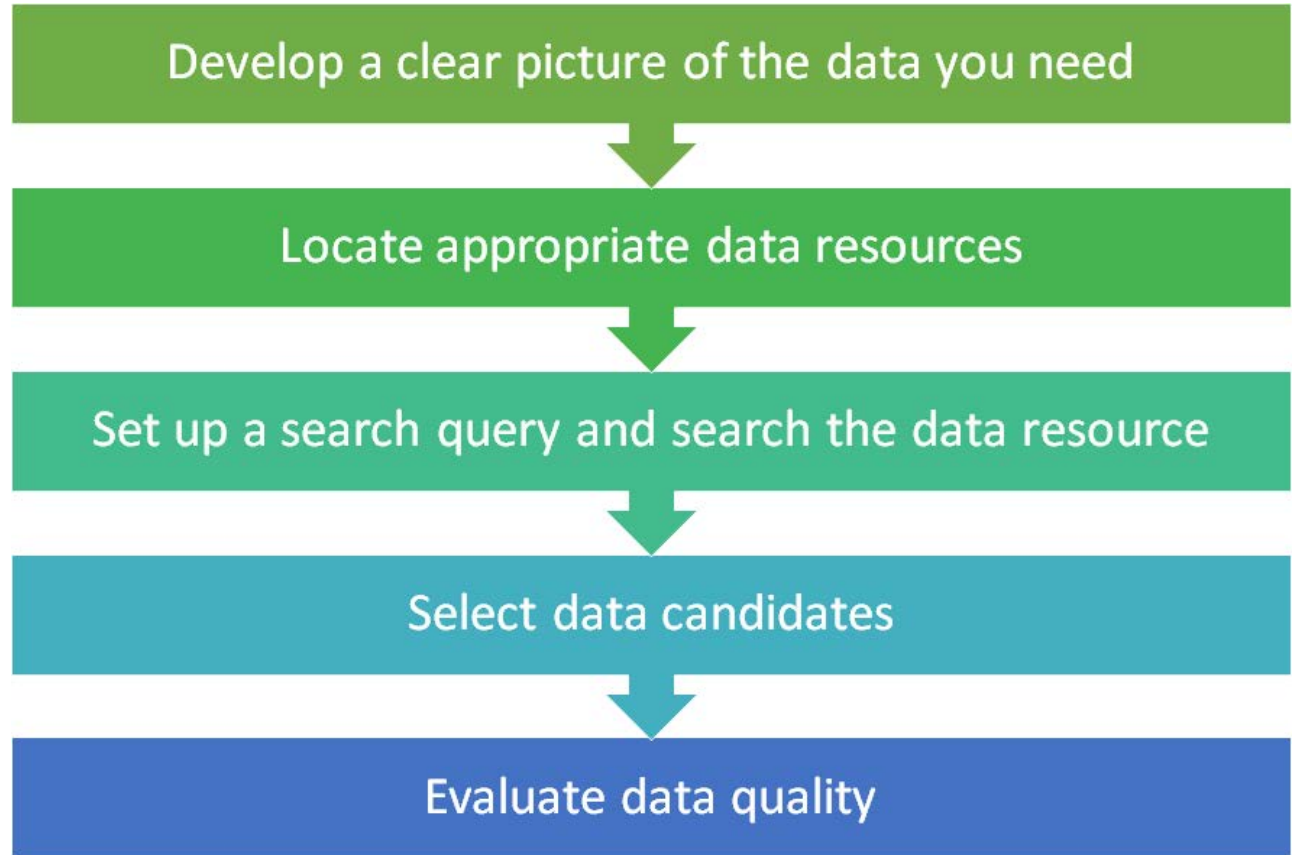 Develop a clear picture of the data you need
Locate appropriate data resources
Set up a search query and search the data resource
Select data candidates
Evaluate data quality